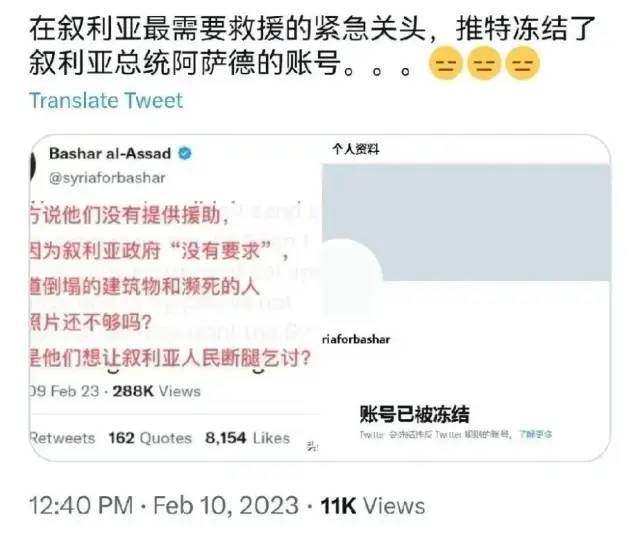 在叙利亚最需要救援的紧急关头，推特冻结了
叙利亚总统阿萨德的账号。。。😑😑😑
Translate Tweet
Bashar al-Assad
@syriaforbashar
方说他们没有提供援助，
因为叙利亚政府“没有要求”，
道倒塌的建筑物和濒死的人
照片还不够吗？
是他们想让叙利亚人民断腿乞讨？
09 Feb 23 · 288K Views
Retweets 162 Quotes 8,154 Likes
个人资料
riaforbashar
账号已被冻结
Twitter 会冻结违反 Twitter 规则的账号。了解更多
12:40 PM · Feb 10, 2023 · 11K Views